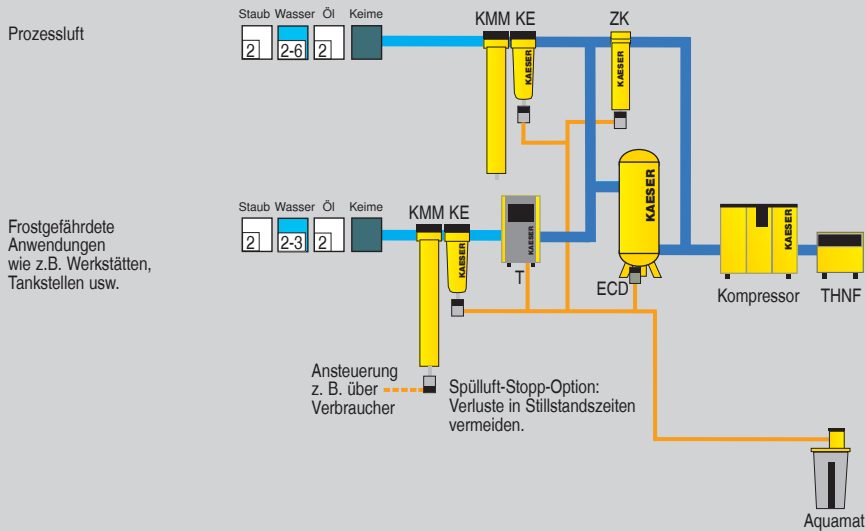 Prozessluft
Staub Wasser Öl Keime
2 2-6 2
KMM KE
KAESER
ZK
KAESER
Frostgefährdete
Anwendungen
wie z.B. Werkstätten,
Tankstellen usw.
Staub Wasser Öl Keime
2 2-3 2
KMM KE
KAESER
KAESER
T
KAESER
ECD
KAESER
Kompressor
THNF
Ansteuerung
z. B. über
Verbraucher
Spülluft-Stopp-Option:
Verluste in Stillstandszeiten
vermeiden.
Aquamat